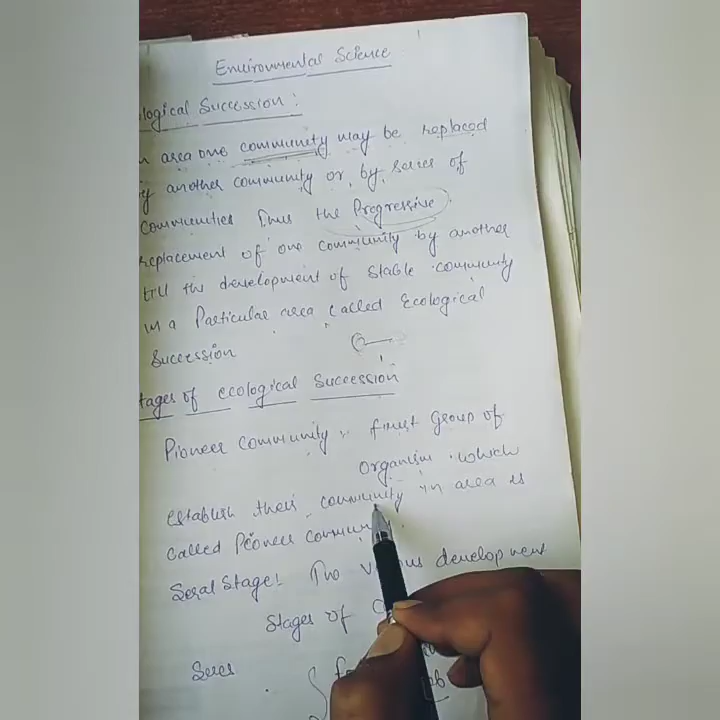 Environmental Science
logical Succession:
n area one community may be replaced
by another community or by series of
communities Thus the Progressive
replacement of one community by another
till the development of Stable community
in a Particular area called Ecological
Succession
tages of ecological Succession
Pioneer community : first group of
Organism which
establish their community in area is
called Pioneer commun
Seral Stage! The development
Stages of